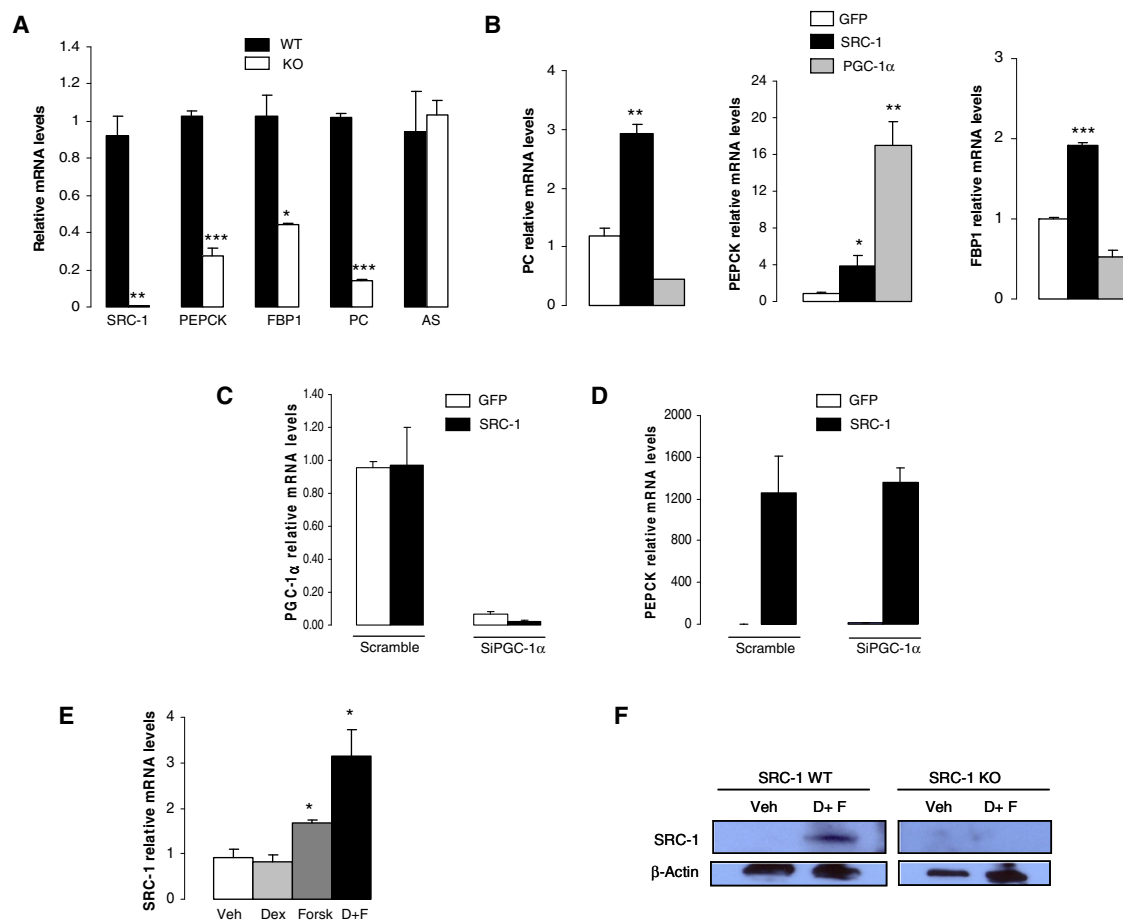 A
WT
KO
Relative mRNA levels
1.4
1.2
1
0.8
0.6
0.4
0.2
0
**
***
*
***
SRC-1 PEPCK FBP1 PC AS
B
GFP
SRC-1
PGC-1α
PC relative mRNA levels
4
3
2
1
0
**
PEPCK relative mRNA levels
24
20
16
12
8
4
0
*
**
FBP1 relative mRNA levels
3
2
1
0
***
C
GFP
SRC-1
PGC-1α relative mRNA levels
1.40
1.20
1.00
0.80
0.60
0.40
0.20
0.00
Scramble SiPGC-1α
D
GFP
SRC-1
PEPCK relative mRNA levels
2000
1600
1200
800
400
0
Scramble SiPGC-1α
E
SRC-1 relative mRNA levels
4
3
2
1
0
*
*
Veh Dex Forsk D+F
F
SRC-1 WT SRC-1 KO
Veh D+ F Veh D+ F
SRC-1
β-Actin